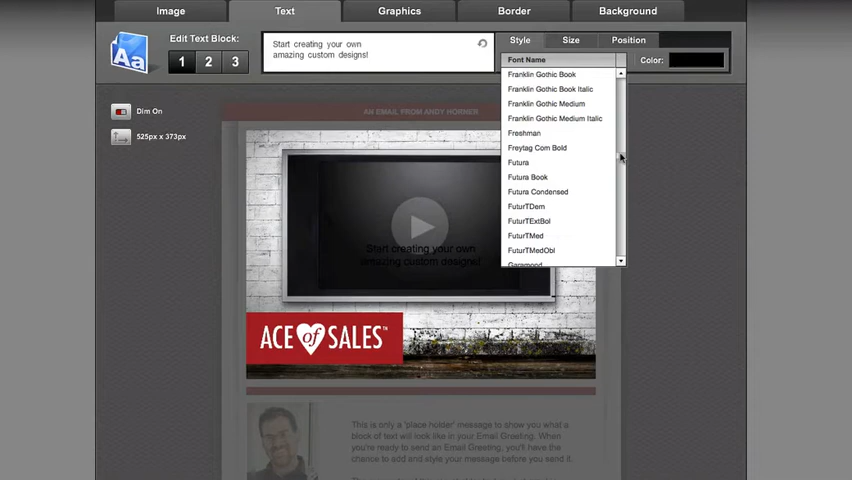 Image
Text
Graphics
Border
Background
Edit Text Block:
1 2 3
Start creating your own
amazing custom designs!
Style
Size
Position
Font Name
Color:
Franklin Gothic Book
Franklin Gothic Book Italic
Franklin Gothic Medium
Franklin Gothic Medium Italic
Freshman
Freytag Com Bold
Futura
Futura Book
Futura Condensed
FuturTDem
FuturTExtBol
FuturTMed
FuturTMedObl
Garamond
Aa
Dim On
525px x 373px
AN EMAIL FROM ANDY HORNER
Start creating your own
amazing custom designs!
ACE of SALES™
This is only a 'place holder' message to show you what a
block of text will look like in your Email Greeting. When
you're ready to send an Email Greeting, you'll have the
chance to add and style your message before you send it.